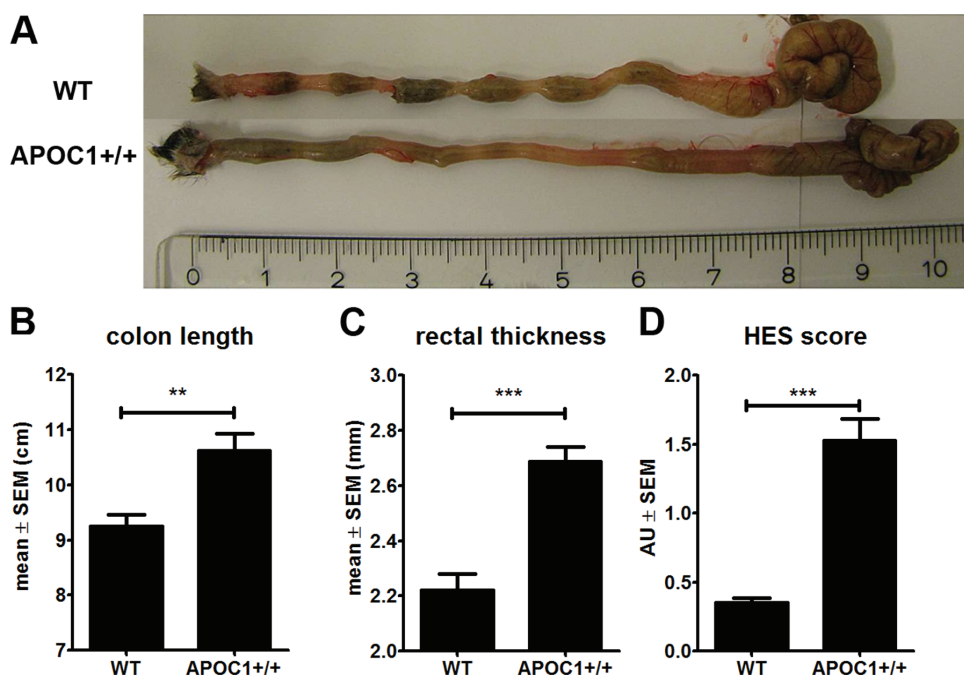 A
WT
APOC1+/+
0 1 2 3 4 5 6 7 8 9 10
B
colon length
mean ± SEM (cm)
12
11
10
9
8
7
**
WT APOC1+/+
C
rectal thickness
mean ± SEM (mm)
3.0
2.8
2.6
2.4
2.2
2.0
***
WT APOC1+/+
D
HES score
AU ± SEM
2.0
1.5
1.0
0.5
0.0
***
WT APOC1+/+